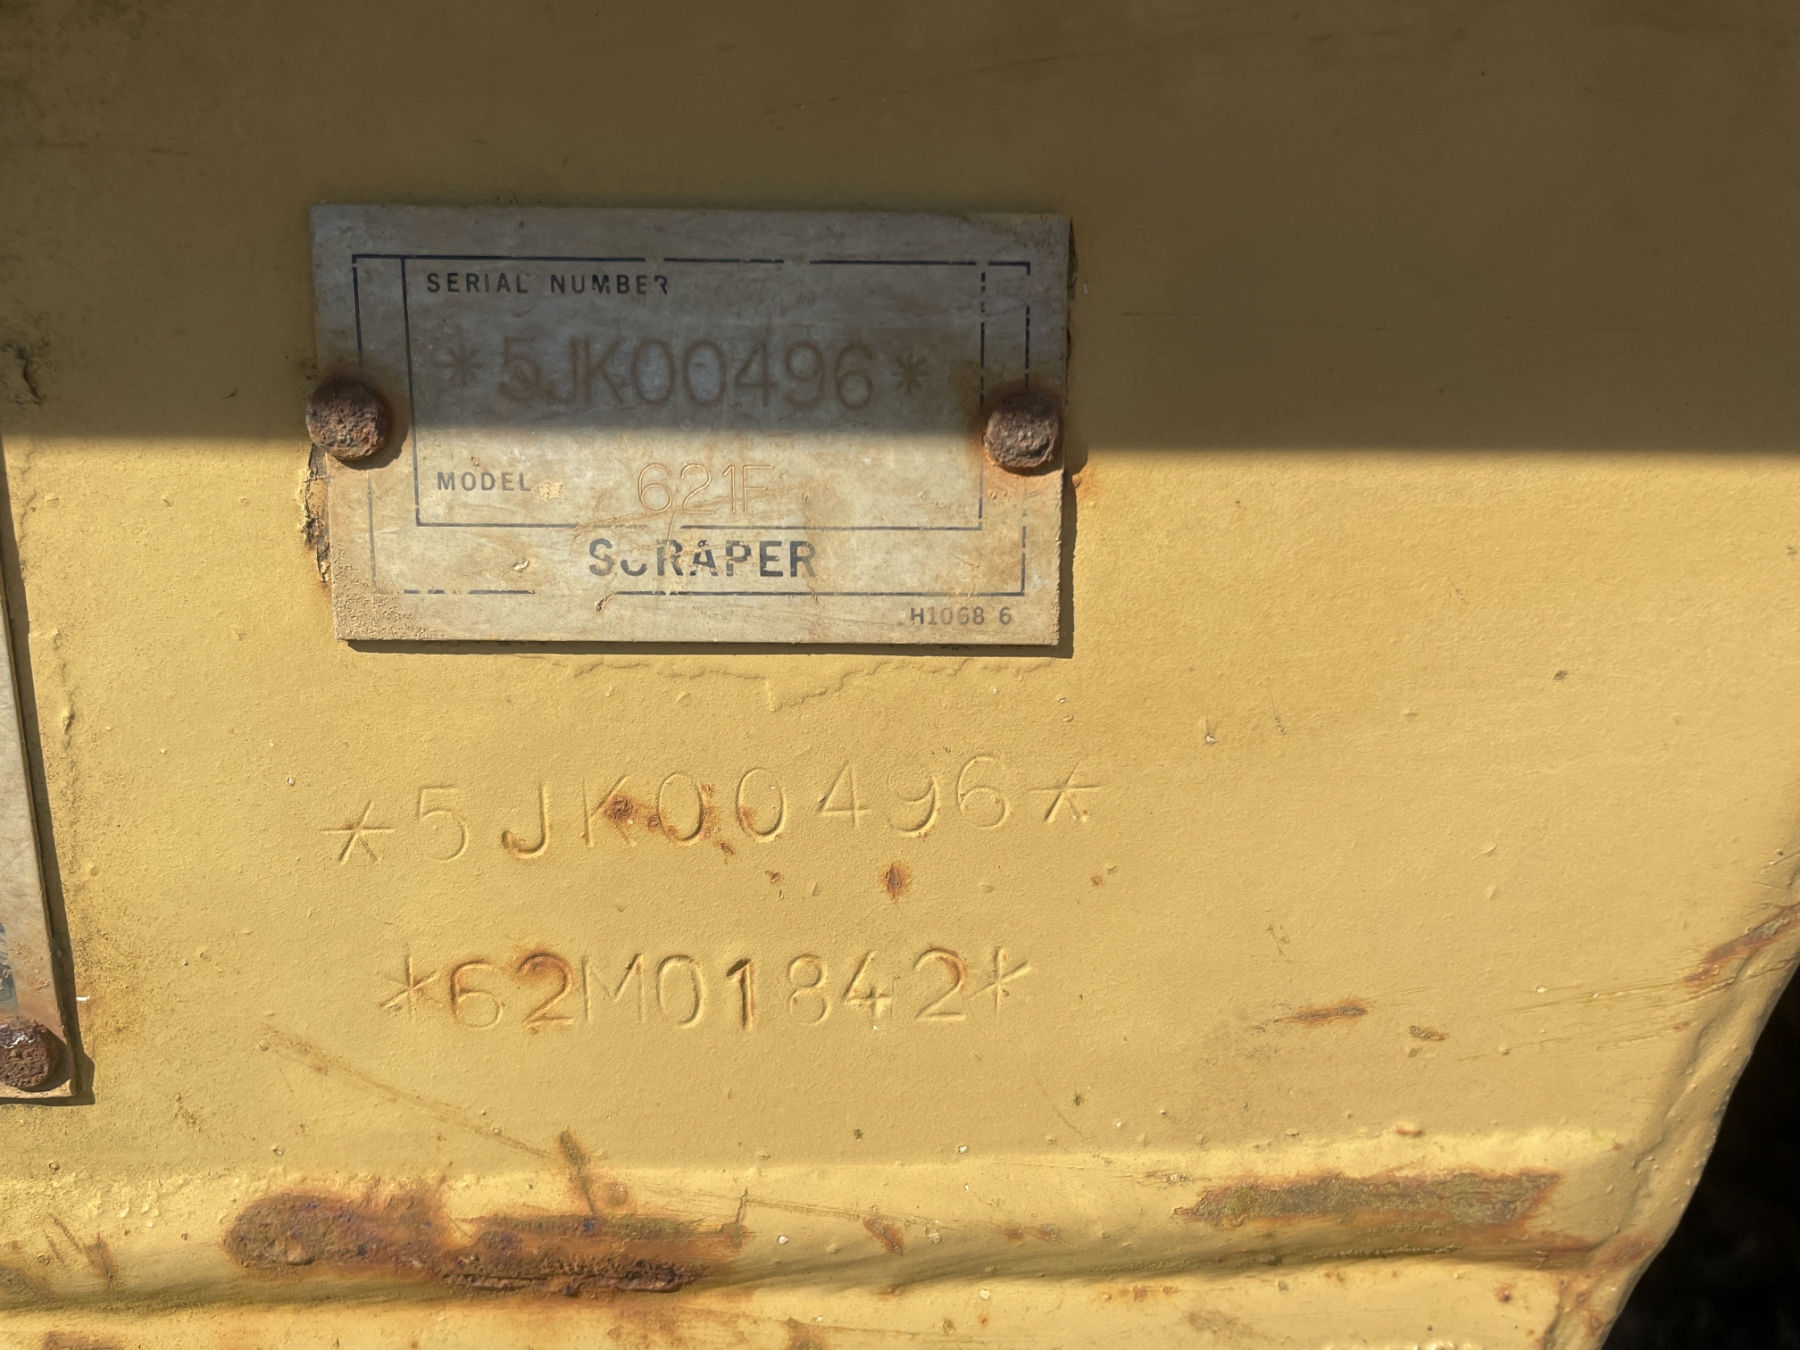 SERIAL NUMBER
*5JK00496*
MODEL 621F
SCRAPER
H1068 6
*5JK00496*
*62M01842*